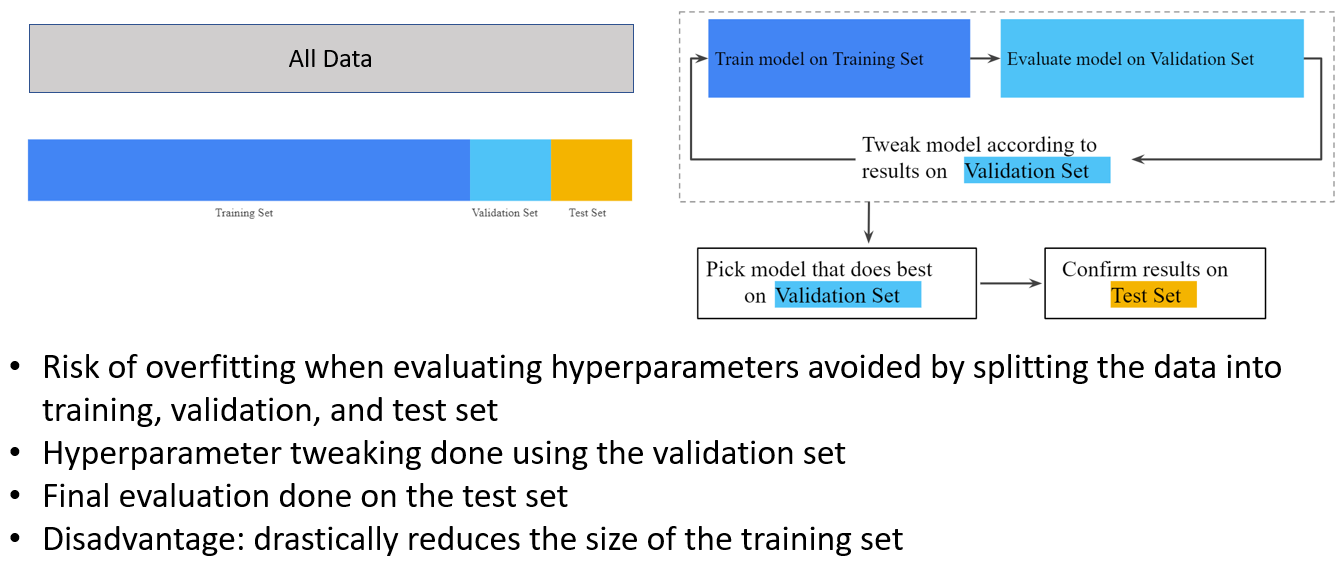 All Data
Training Set
Validation Set
Test Set
Train model on Training Set
Evaluate model on Validation Set
Tweak model according to
results on Validation Set
Pick model that does best
on Validation Set
Confirm results on
Test Set
• Risk of overfitting when evaluating hyperparameters avoided by splitting the data into
training, validation, and test set
• Hyperparameter tweaking done using the validation set
• Final evaluation done on the test set
• Disadvantage: drastically reduces the size of the training set